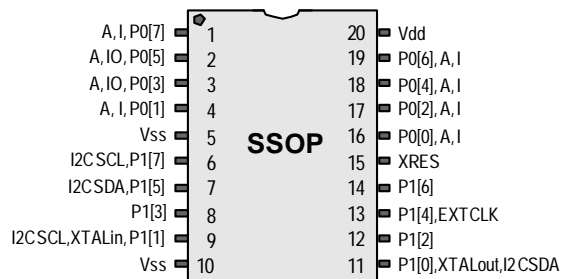 A, I, P0[7] 1 20 Vdd
A, IO, P0[5] 2 19 P0[6], A, I
A, IO, P0[3] 3 18 P0[4], A, I
A, I, P0[1] 4 17 P0[2], A, I
Vss 5 SSOP 16 P0[0], A, I
I2CSCL, P1[7] 6 15 XRES
I2CSDA, P1[5] 7 14 P1[6]
P1[3] 8 13 P1[4], EXTCLK
I2CSCL, XTALin, P1[1] 9 12 P1[2]
Vss 10 11 P1[0], XTALout, I2CSDA